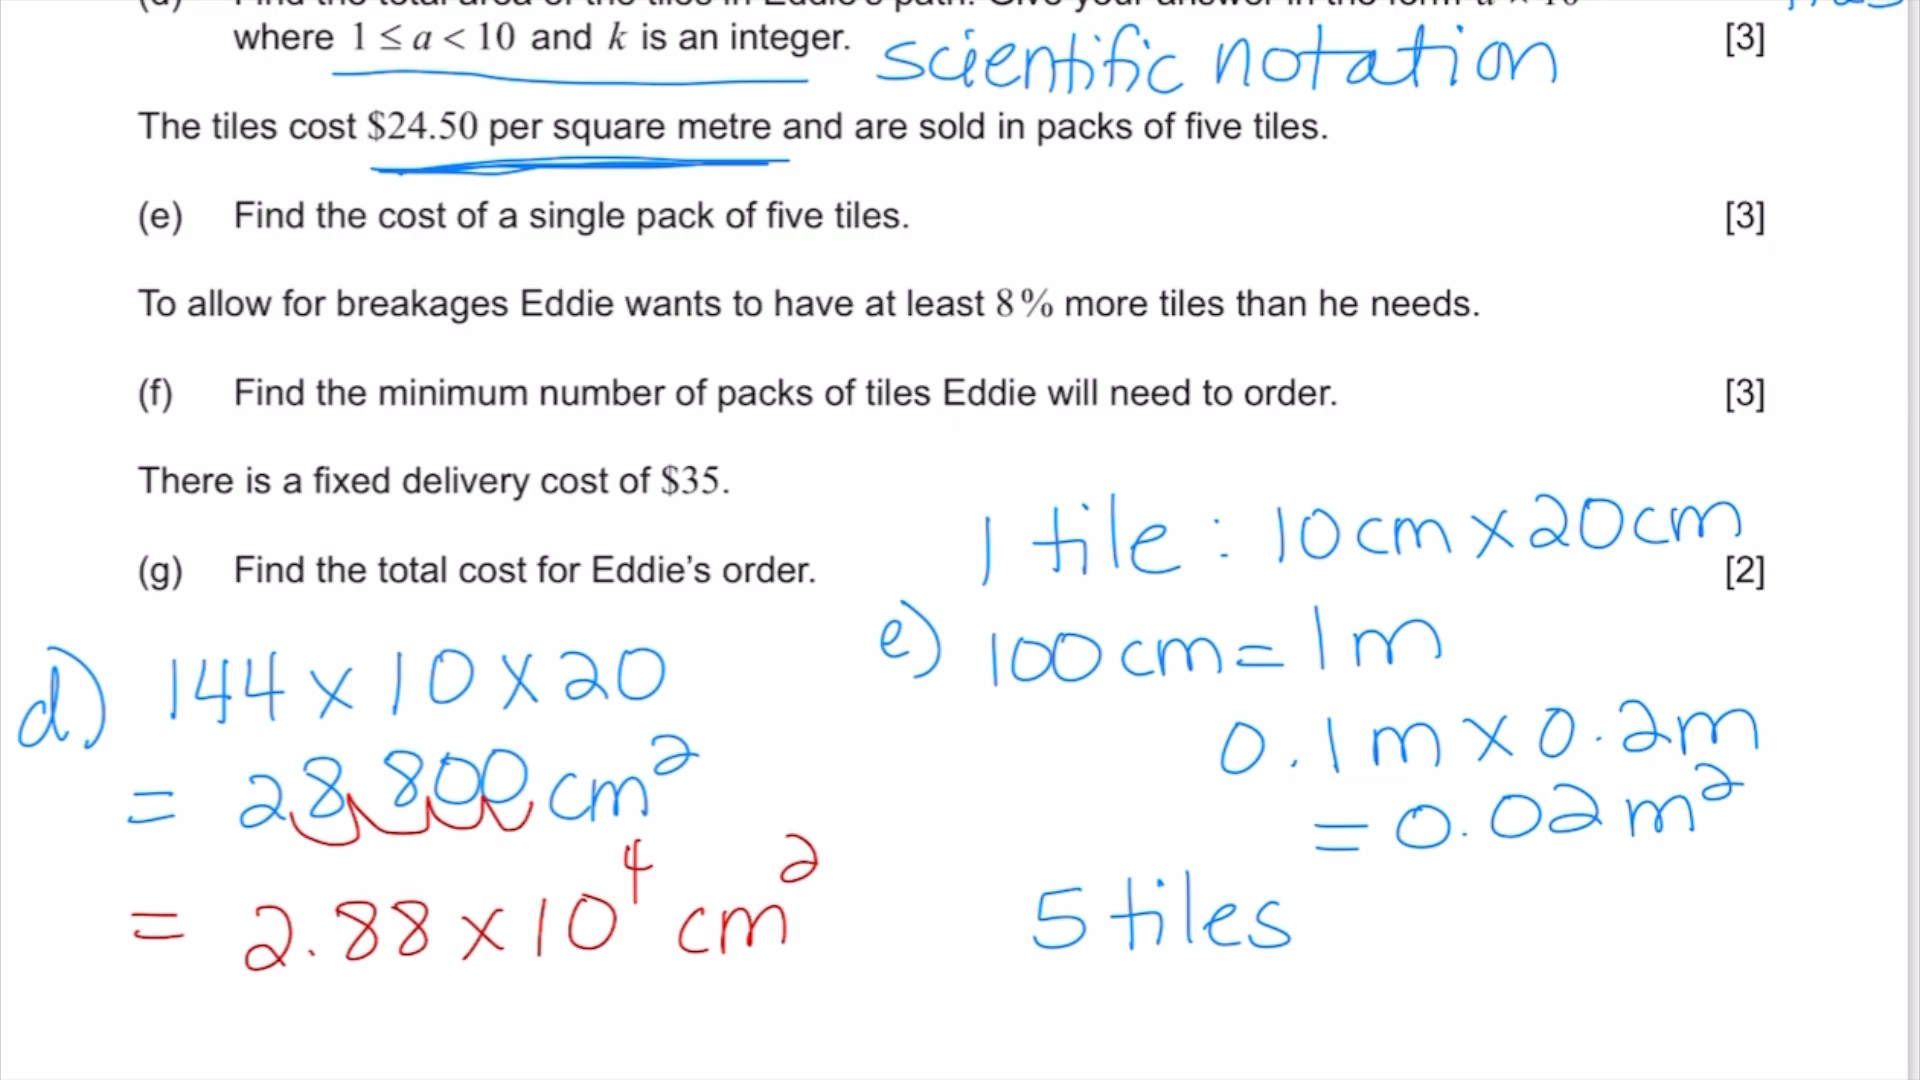 where 1 ≤ a < 10 and k is an integer. [3]
scientific notation
The tiles cost $24.50 per square metre and are sold in packs of five tiles.
(e) Find the cost of a single pack of five tiles. [3]
To allow for breakages Eddie wants to have at least 8% more tiles than he needs.
(f) Find the minimum number of packs of tiles Eddie will need to order. [3]
There is a fixed delivery cost of $35.
(g) Find the total cost for Eddie's order. [2]
1 tile : 10cm x 20cm
d) 144 x 10 x 20
= 28 800 cm²
= 2.88 x 10⁴ cm²
e) 100 cm = 1m
0.1m x 0.2m
= 0.02 m²
5 tiles